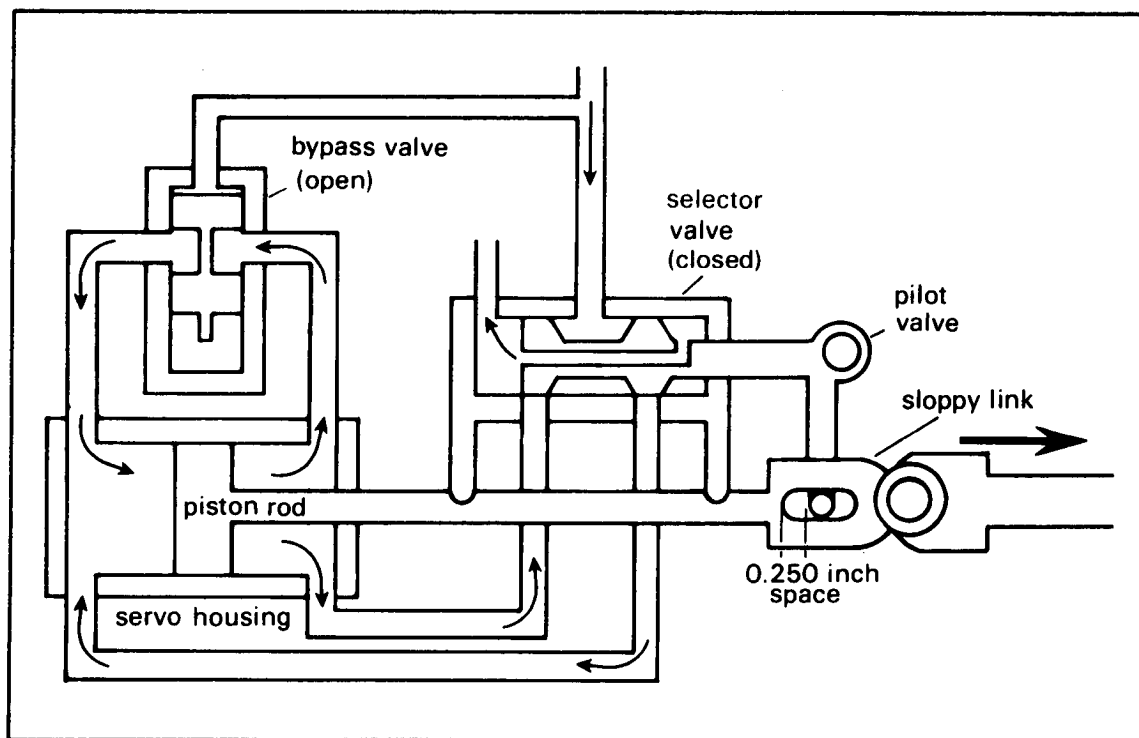 bypass valve
(open)
selector
valve
(closed)
pilot
valve
sloppy link
piston rod
0.250 inch
space
servo housing